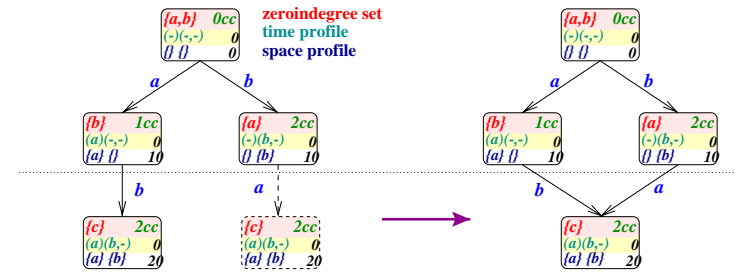 {a,b} 0cc
(-)(-,-) 0
{} {} 0
zeroindegree set
time profile
space profile
{a,b} 0cc
(-)(-,-) 0
{} {} 0
a b
a b
{b} 1cc
(a)(-,-) 0
{a} {} 10
{a} 2cc
(-)(b,-) 0
{} {b} 10
{b} 1cc
(a)(-,-) 0
{a} {} 10
{a} 2cc
(-)(b,-) 0
{} {b} 10
b a
b a
{c} 2cc
(a)(b,-) 0
{a} {b} 20
{c} 2cc
(a)(b,-) 0
{a} {b} 20
{c} 2cc
(a)(b,-) 0
{a} {b} 20